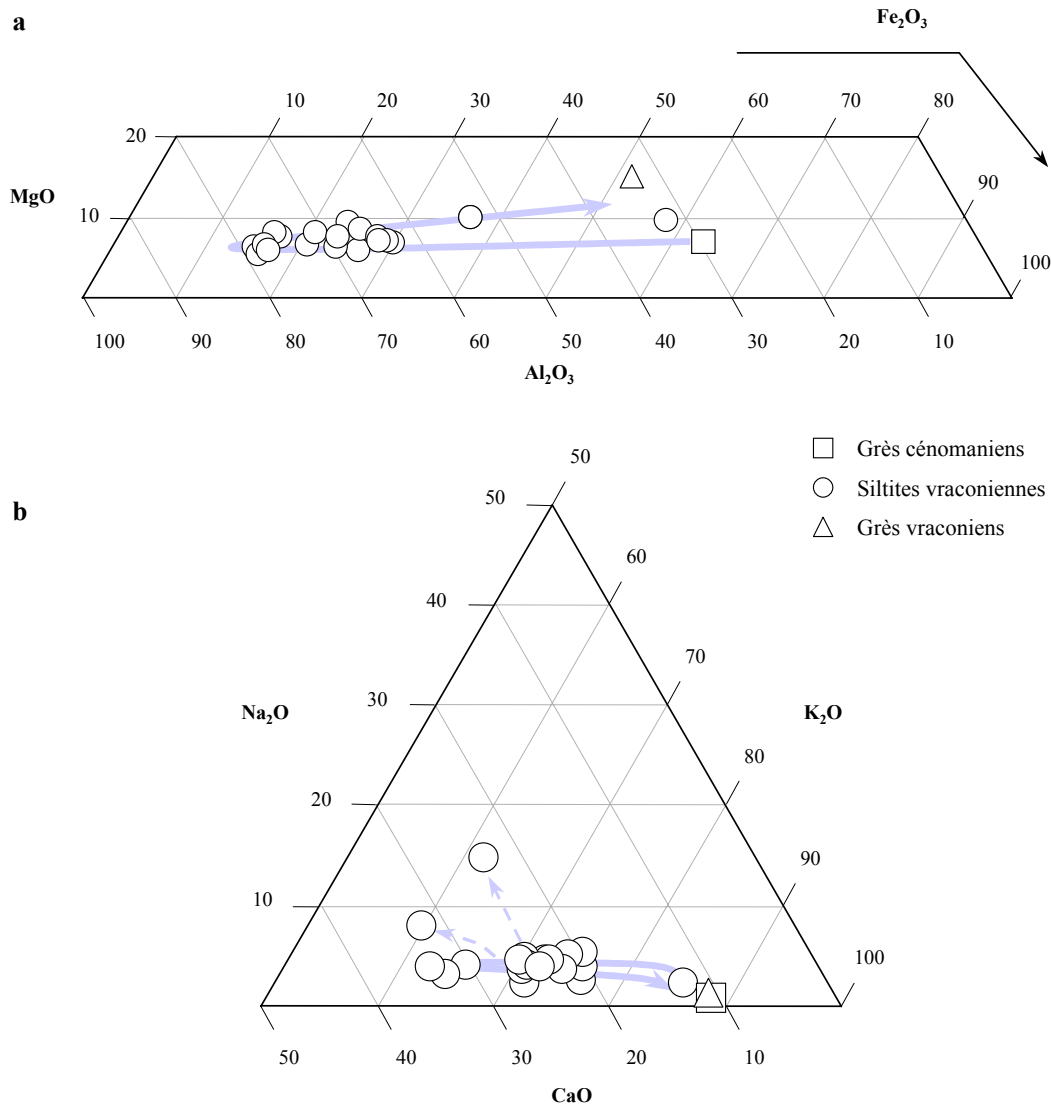 a
Fe₂O₃
10 20 30 40 50 60 70 80
20
MgO
90
10
100
100 90 80 70 60 50 40 30 20 10
Al₂O₃
Grès cénomaniens
Siltites vraconiennes
Grès vraconiens
b
50
50
60
40
70
30
Na₂O
K₂O
80
20
90
10
100
50 40 30 20 10
CaO